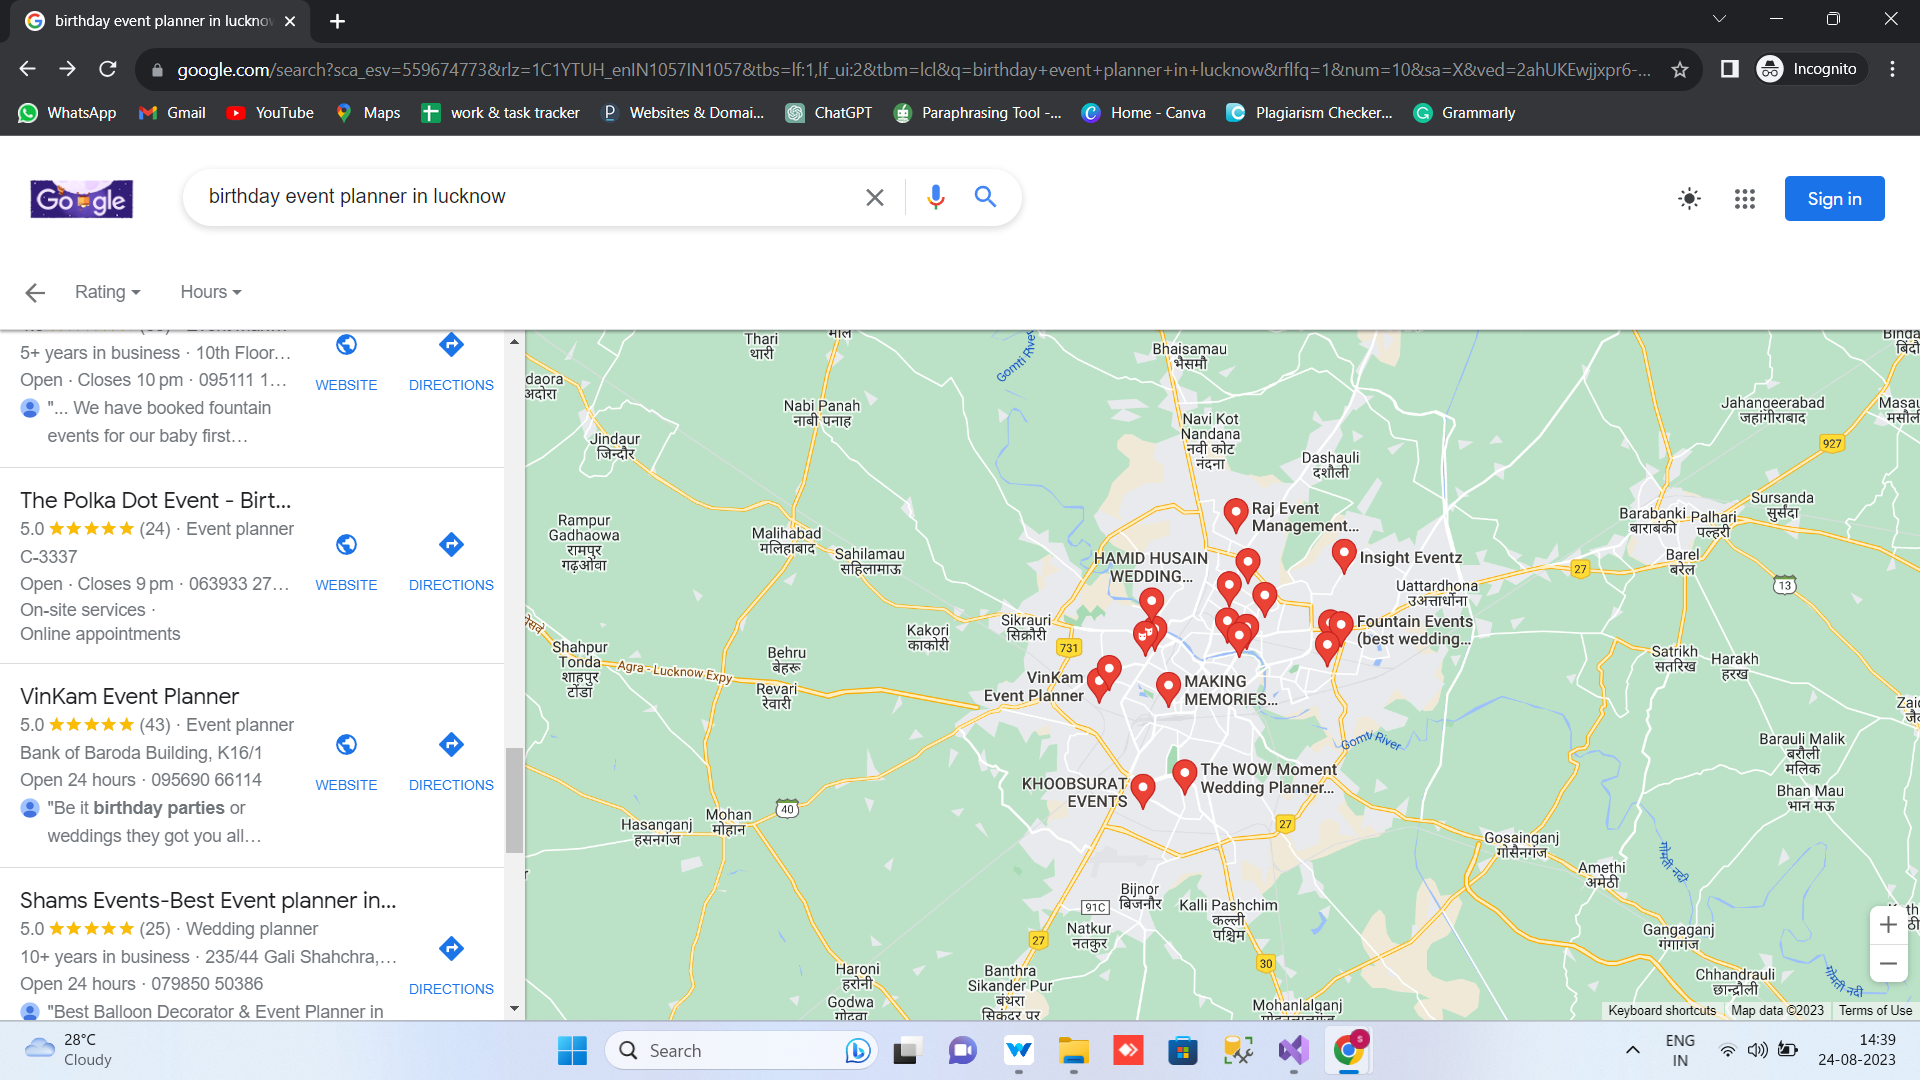 birthday event planner in lucknow
google.com/search?sca_esv=559674773&rlz=1C1YTUH_enIN1057IN1057&tbs=lf:1,lf_ui:2&tbm=lcl&q=birthday+event+planner+in+lucknow&rflfq=1&num=10&sa=X&ved=2ahUKEwjjxpr6-...
Incognito
WhatsApp
Gmail
YouTube
Maps
work & task tracker
Websites & Domai...
ChatGPT
Paraphrasing Tool -...
Home - Canva
Plagiarism Checker...
Grammarly
Google
birthday event planner in lucknow
Sign in
Rating
Hours
5+ years in business · 10th Floor...
Open · Closes 10 pm · 095111 1...
"... We have booked fountain
events for our baby first...
WEBSITE
DIRECTIONS
The Polka Dot Event - Birt...
5.0 (24) · Event planner
C-3337
Open · Closes 9 pm · 063933 27...
On-site services ·
Online appointments
WEBSITE
DIRECTIONS
VinKam Event Planner
5.0 (43) · Event planner
Bank of Baroda Building, K16/1
Open 24 hours · 095690 66114
"Be it birthday parties or
weddings they got you all...
WEBSITE
DIRECTIONS
Shams Events-Best Event planner in...
5.0 (25) · Wedding planner
10+ years in business · 235/44 Gali Shahchra,...
Open 24 hours · 079850 50386
"Best Balloon Decorator & Event Planner in
DIRECTIONS
Thari
थारी
Gomti River
Bhaisamau
भैसमौ
daora
अदोरा
Nabi Panah
नाबी पनाह
Jindaur
जिन्दौर
Navi Kot
Nandana
नवी कोट
नंदना
Dashauli
दशौली
Jahangeerabad
जहांगीराबाद
927
Rampur
Gadhaowa
रामपुर
गढ़ओवा
Malihabad
मलिहाबाद
Sahilamau
सहिलामाऊ
Raj Event
Management...
HAMID HUSAIN
WEDDING...
Insight Eventz
Uattardhona
Barabanki
बाराबंकी
Palhari
पल्हरी
Sursanda
सुर्संदा
Barel
बरेल
27
13
Sikrauri
सिक्रौरी
Kakori
काकोरी
731
Fountain Events
(best wedding...
Shahpur
Tonda
शाहपुर
टोंडा
Agra - Lucknow Expy
Behru
बेहरू
Revari
रेवारी
VinKam
Event Planner
MAKING
MEMORIES...
Satrikh
सतरिख
Harakh
हरख
Gomti River
Barauli Malik
बरौली
मलिक
Bhan Mau
भान मऊ
KHOOBSURAT
EVENTS
The WOW Moment
Wedding Planner...
40
Hasanganj
हसनगंज
Mohan
मोहान
27
Gosainganj
गोसैनगंज
Amethi
अमेठी
गोमती नदी
91C
Bijnor
बिजनौर
Natkur
नतकुर
Kalli Pashchim
कल्ली
पश्चिम
Gangaganj
गंगागंज
27
30
Haroni
हरोनी
Godwa
Banthra
Sikander Pur
बंथरा
सिकंदर पुर
Mohanlalganj
Chhandrauli
छान्द्रौली
गोमती नदी
Keyboard shortcuts
Map data ©2023
Terms of Use
28°C
Cloudy
Search
ENG
IN
14:39
24-08-2023